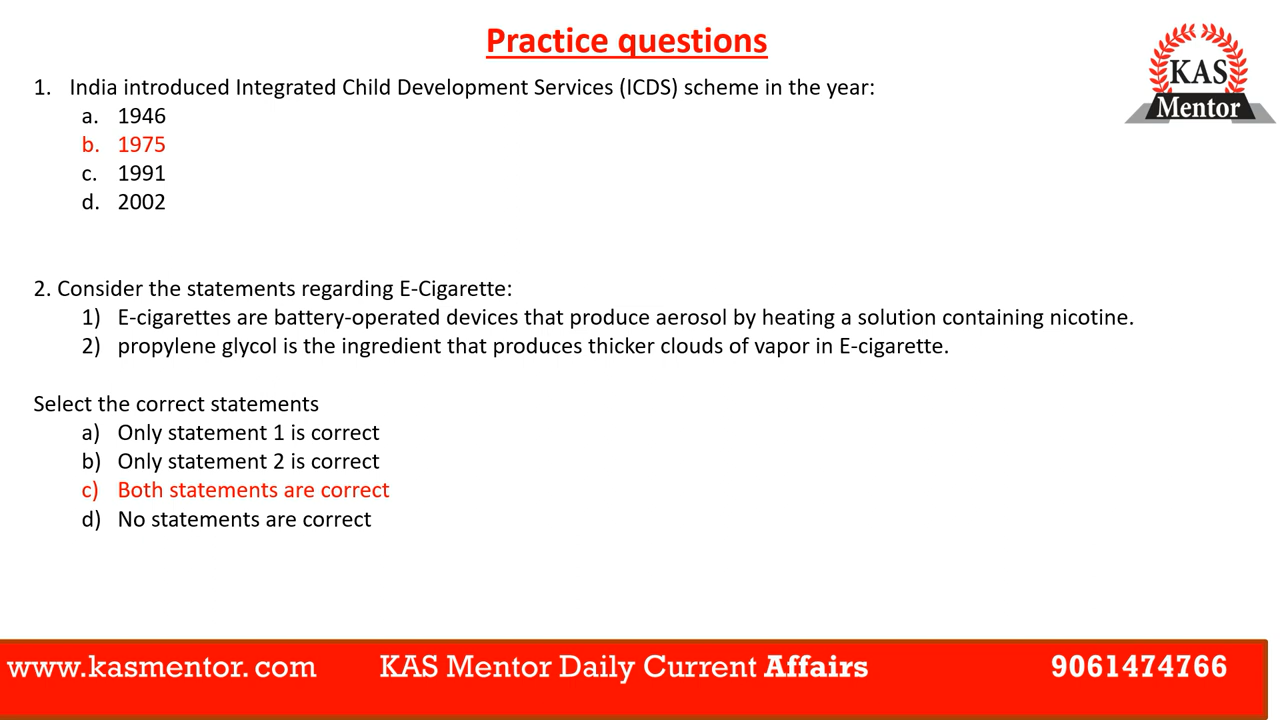 Practice questions
KAS
Mentor
1. India introduced Integrated Child Development Services (ICDS) scheme in the year:
a. 1946
b. 1975
c. 1991
d. 2002
2. Consider the statements regarding E-Cigarette:
1) E-cigarettes are battery-operated devices that produce aerosol by heating a solution containing nicotine.
2) propylene glycol is the ingredient that produces thicker clouds of vapor in E-cigarette.
Select the correct statements
a) Only statement 1 is correct
b) Only statement 2 is correct
c) Both statements are correct
d) No statements are correct
www.kasmentor. com KAS Mentor Daily Current Affairs 9061474766